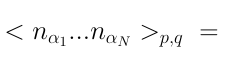 $< n_{\alpha_1} ... n_{\alpha_N} >_{p,q} \; =$